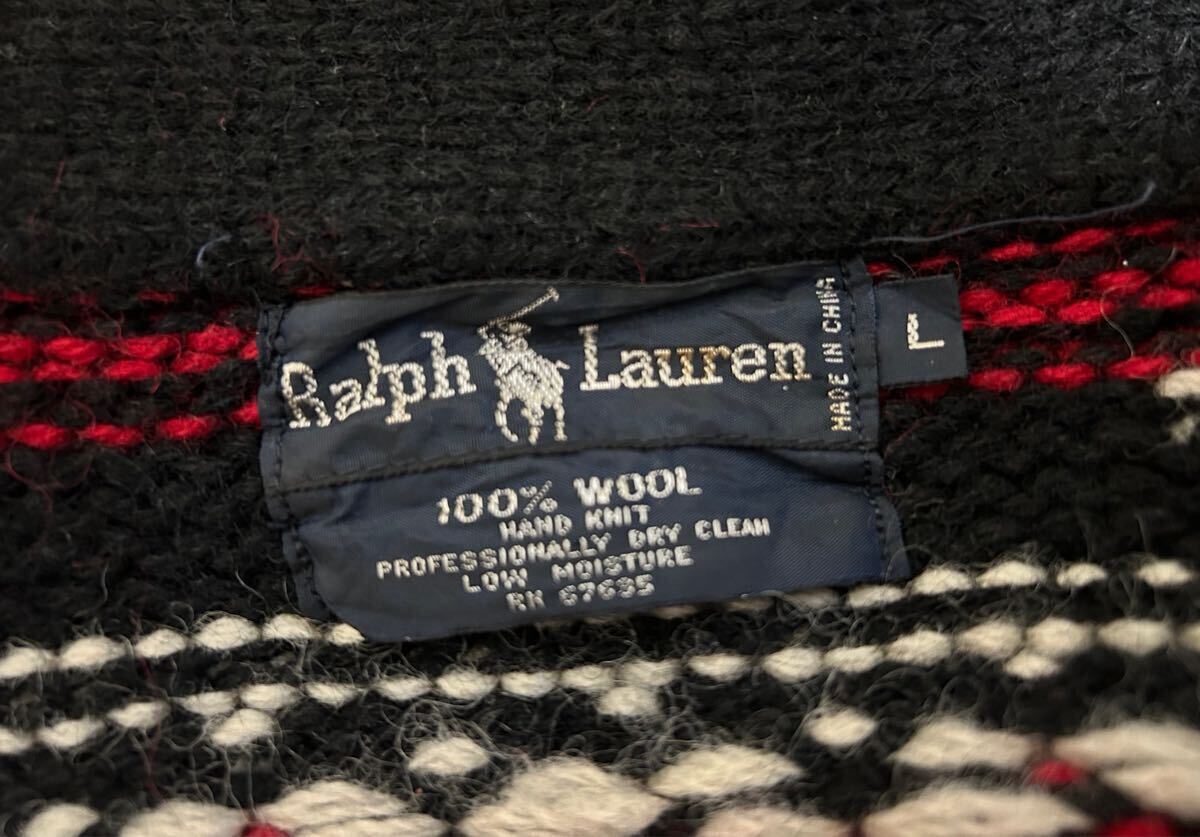 Ralph Lauren
MADE IN CHINA
L
100% WOOL
HAND KNIT
PROFESSIONALLY DRY CLEAN
LOW MOISTURE
RN 67635